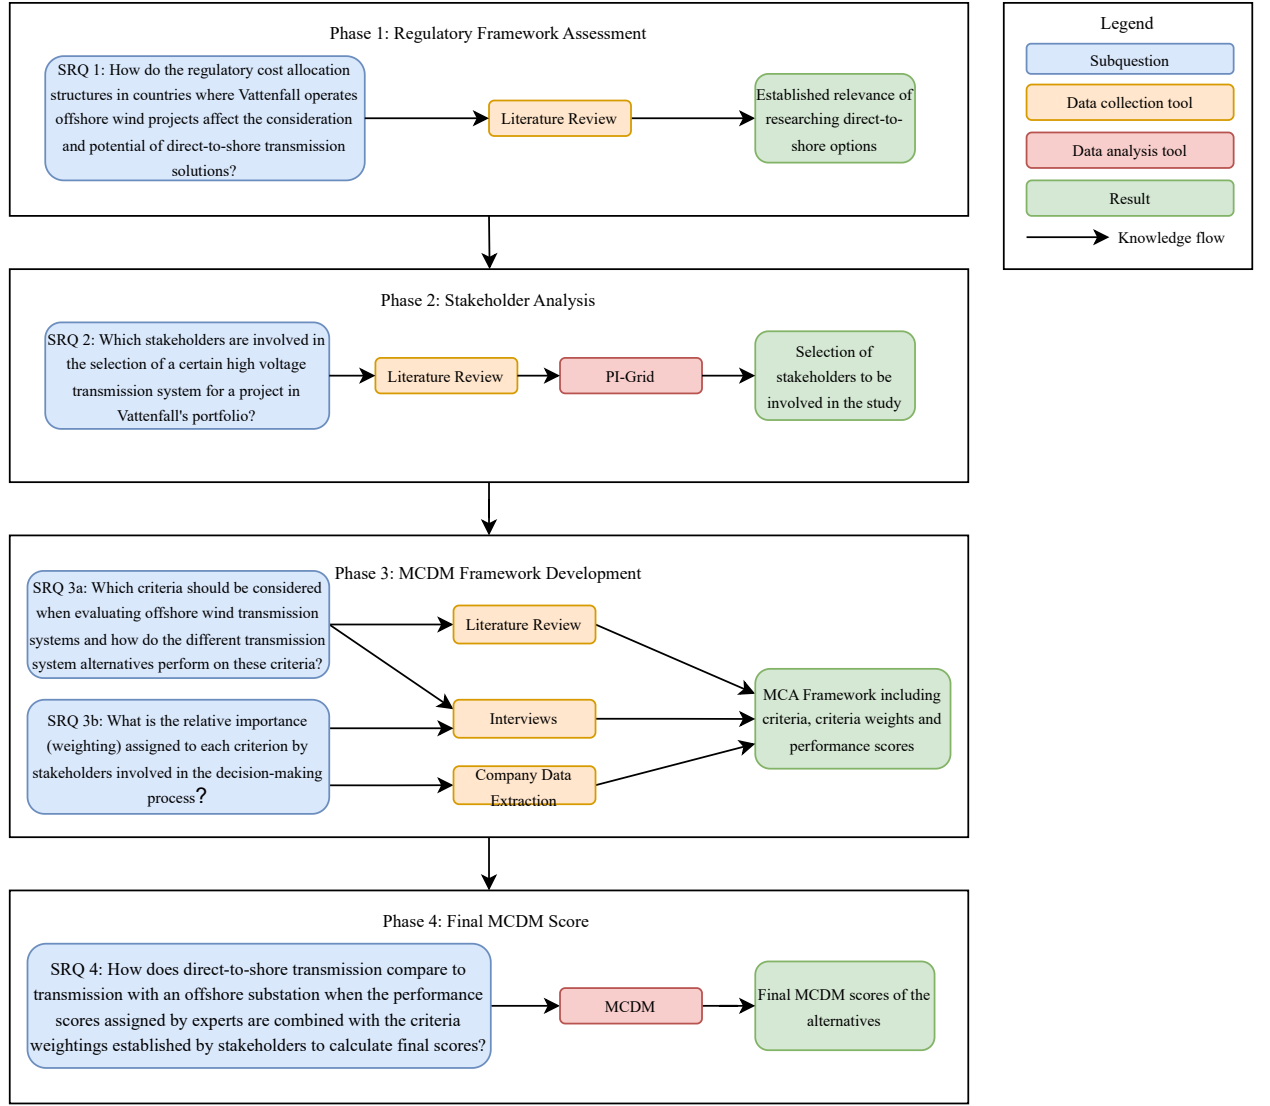 Phase 1: Regulatory Framework Assessment
SRQ 1: How do the regulatory cost allocation
structures in countries where Vattenfall operates
offshore wind projects affect the consideration
and potential of direct-to-shore transmission
solutions?
Literature Review
Established relevance of
researching direct-to-
shore options
Legend
Subquestion
Data collection tool
Data analysis tool
Result
Knowledge flow
Phase 2: Stakeholder Analysis
SRQ 2: Which stakeholders are involved in
the selection of a certain high voltage
transmission system for a project in
Vattenfall's portfolio?
Literature Review
PI-Grid
Selection of
stakeholders to be
involved in the study
Phase 3: MCDM Framework Development
SRQ 3a: Which criteria should be considered
when evaluating offshore wind transmission
systems and how do the different transmission
system alternatives perform on these criteria?
Literature Review
SRQ 3b: What is the relative importance
(weighting) assigned to each criterion by
stakeholders involved in the decision-making
process?
Interviews
Company Data
Extraction
MCA Framework including
criteria, criteria weights and
performance scores
Phase 4: Final MCDM Score
SRQ 4: How does direct-to-shore transmission compare to
transmission with an offshore substation when the performance
scores assigned by experts are combined with the criteria
weightings established by stakeholders to calculate final scores?
MCDM
Final MCDM scores of the
alternatives